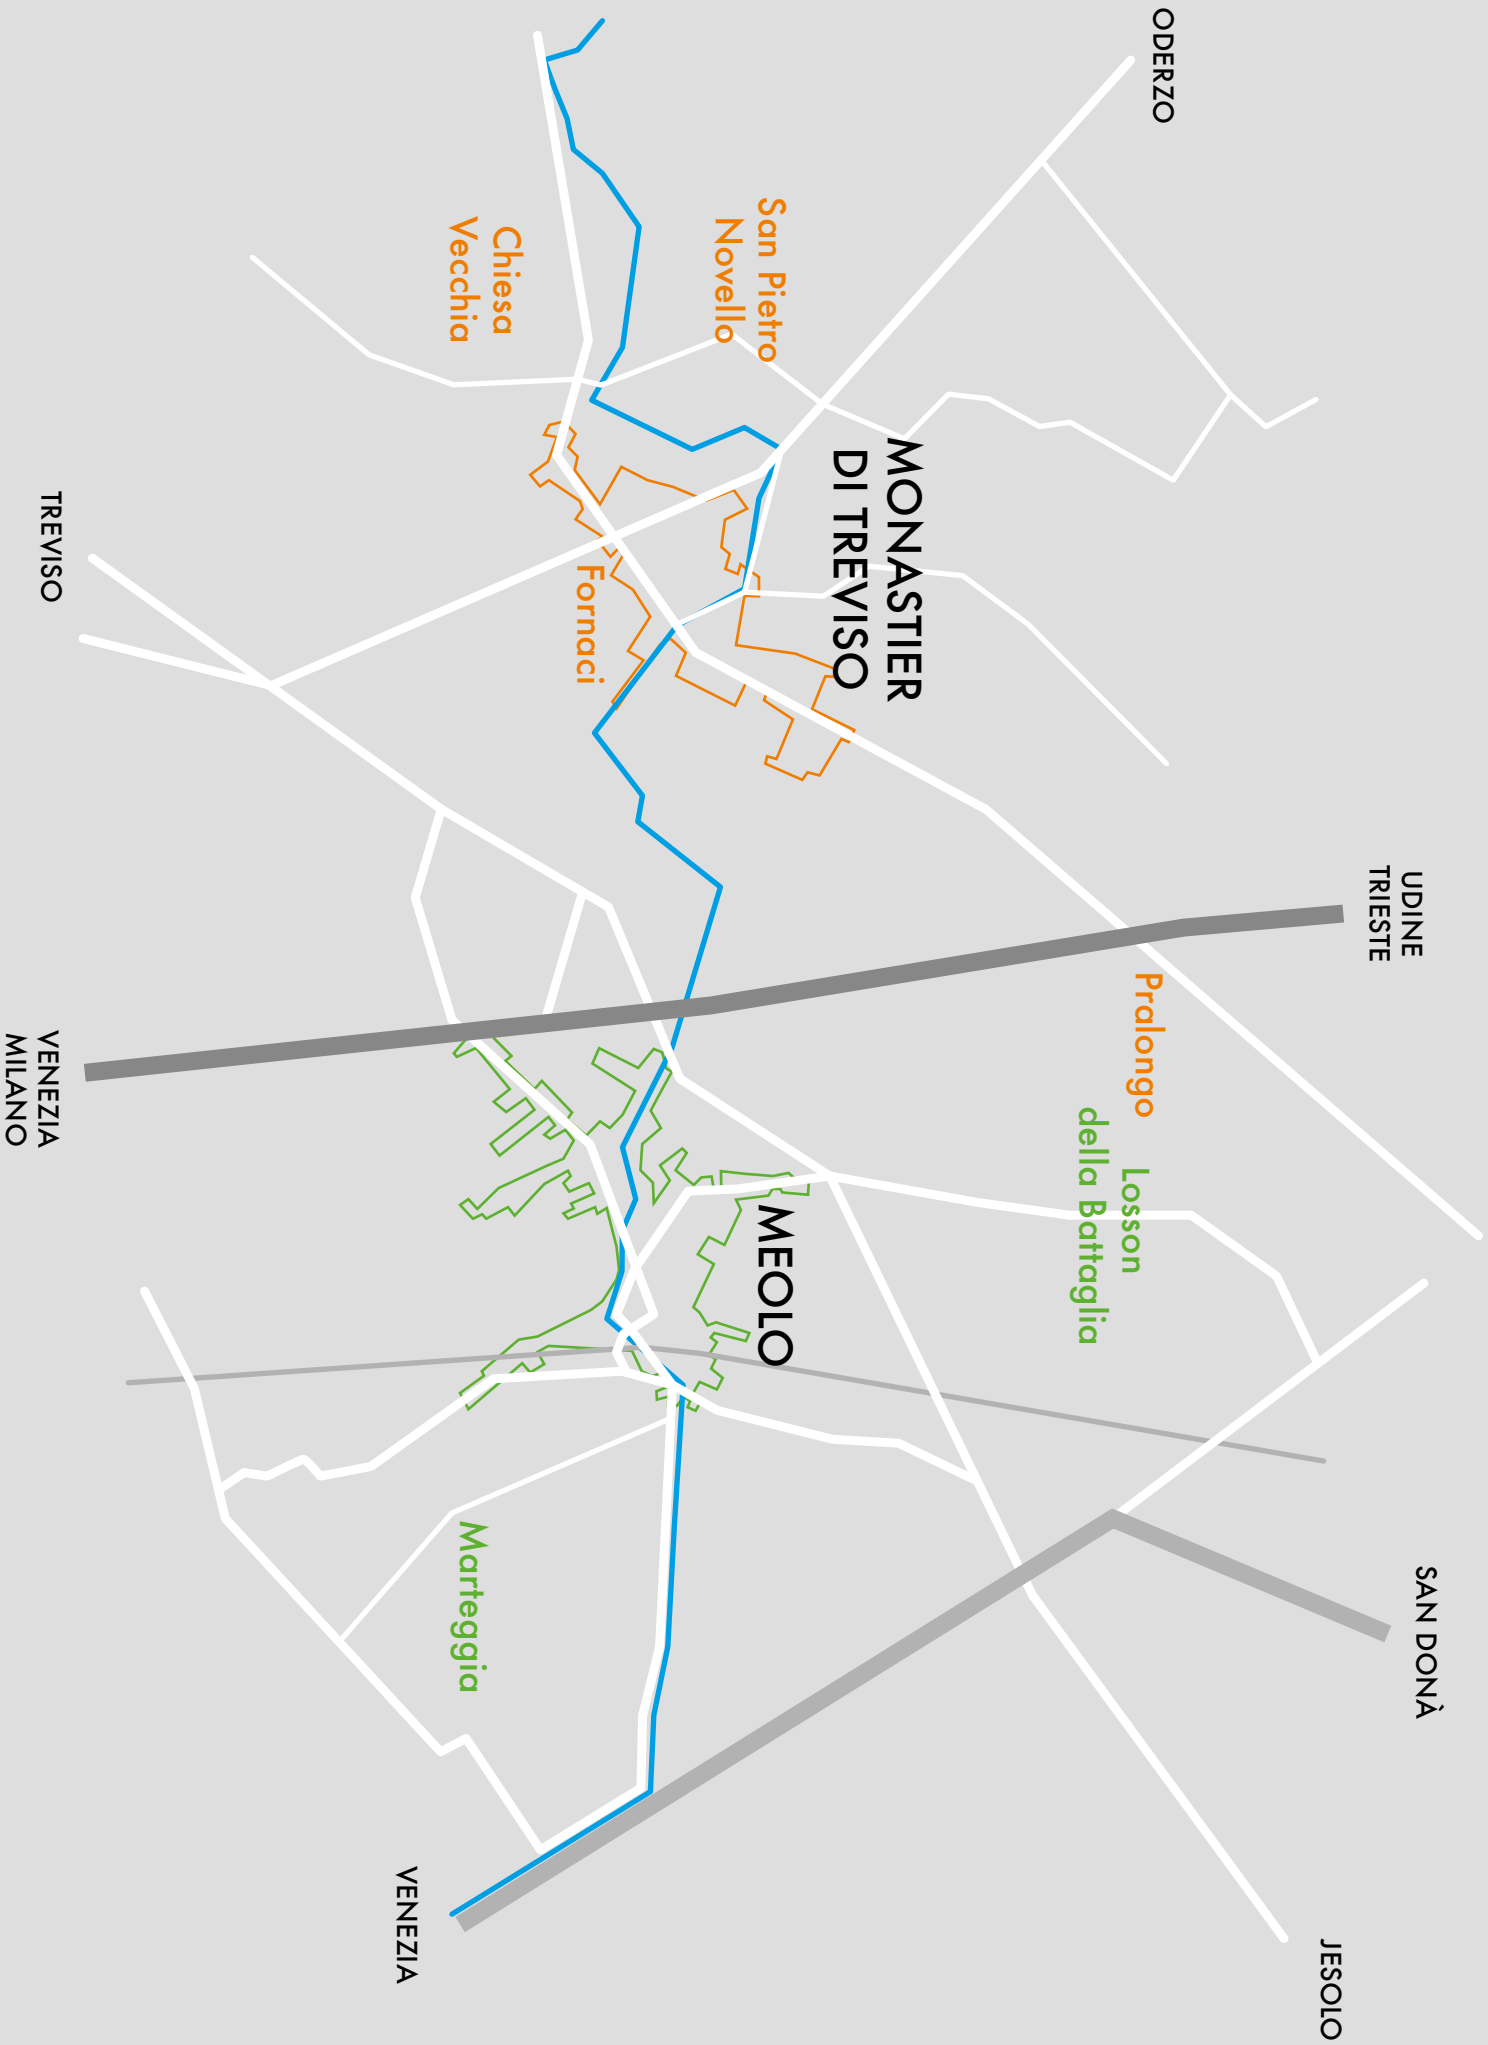 ODERZO
San Pietro
Novello
Chiesa
Vecchia
MONASTIER
DI TREVISO
TREVISO
Fornaci
UDINE
TRIESTE
Pralongo
VENEZIA
MILANO
Losson
della Battaglia
MEOLO
Marteggia
SAN DONÀ
VENEZIA
JESOLO